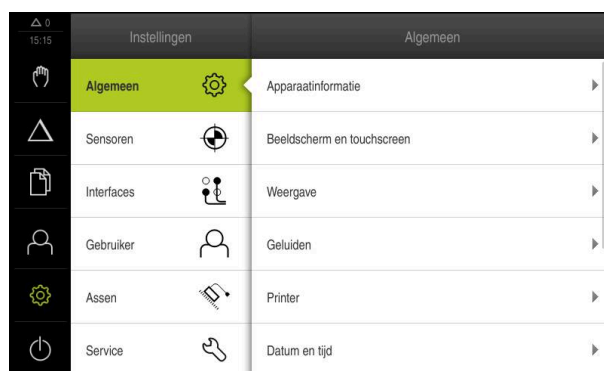 0
15:15
Instellingen
Algemeen
Algemeen
Apparaatinformatie
Sensoren
Beeldscherm en touchscreen
Interfaces
Weergave
Gebruiker
Geluiden
Assen
Printer
Service
Datum en tijd